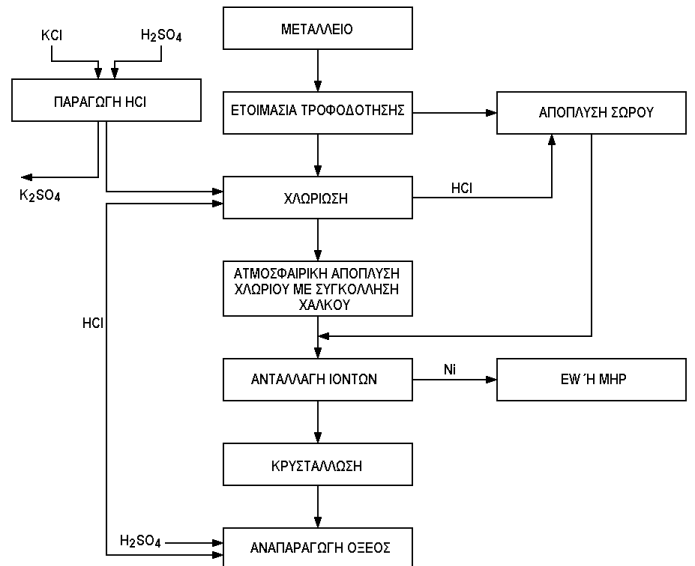 KCl
H₂SO₄
ΜΕΤΑΛΛΕΙΟ
ΠΑΡΑΓΩΓΗ HCl
ΕΤΟΙΜΑΣΙΑ ΤΡΟΦΟΔΟΤΗΣΗΣ
ΑΠΟΠΛΥΣΗ ΣΩΡΟΥ
K₂SO₄
ΧΛΩΡΙΩΣΗ
HCl
ΑΤΜΟΣΦΑΙΡΙΚΗ ΑΠΟΠΛΥΣΗ
ΧΛΩΡΙΟΥ ΜΕ ΣΥΓΚΟΛΛΗΣΗ
ΧΑΛΚΟΥ
HCl
ΑΝΤΑΛΛΑΓΗ ΙΟΝΤΩΝ
Ni
EW Ή ΜΗΡ
ΚΡΥΣΤΑΛΛΩΣΗ
H₂SO₄
ΑΝΑΠΑΡΑΓΩΓΗ ΟΞΕΟΣ